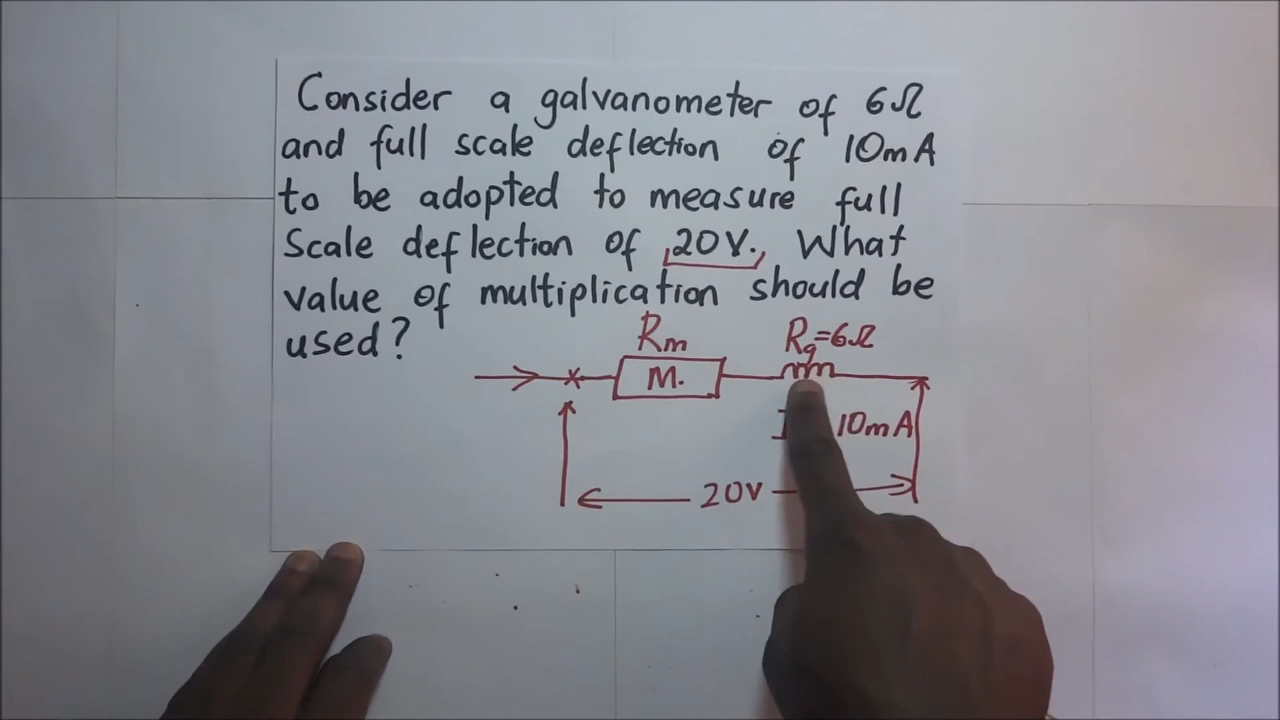 Consider a galvanometer of 6Ω
and full scale deflection of 10mA
to be adopted to measure full
Scale deflection of 20V. What
value of multiplication should be
used?
Rm
Rg=6Ω
M.
10mA
20V